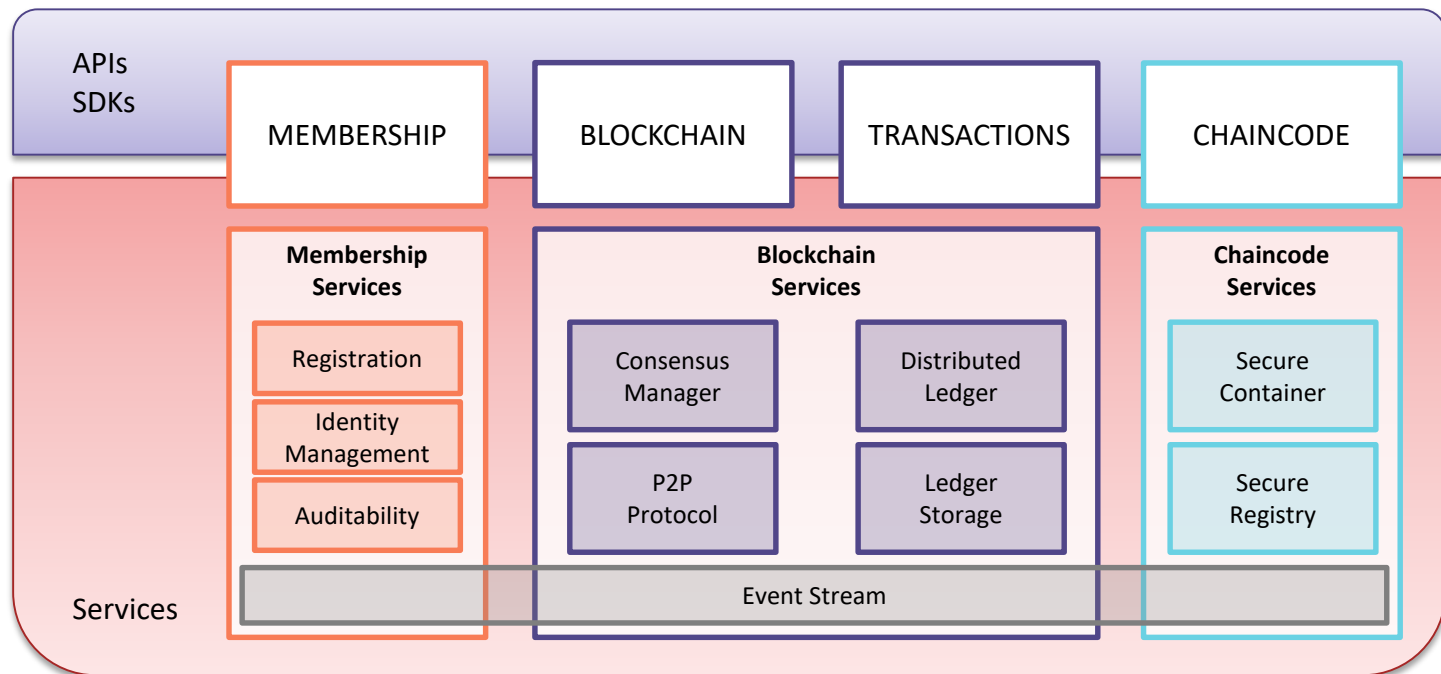 APIs
SDKs
MEMBERSHIP
BLOCKCHAIN
TRANSACTIONS
CHAINCODE
Membership
Services
Registration
Identity
Management
Auditability
Blockchain
Services
Consensus
Manager
Distributed
Ledger
P2P
Protocol
Ledger
Storage
Chaincode
Services
Secure
Container
Secure
Registry
Event Stream
Services